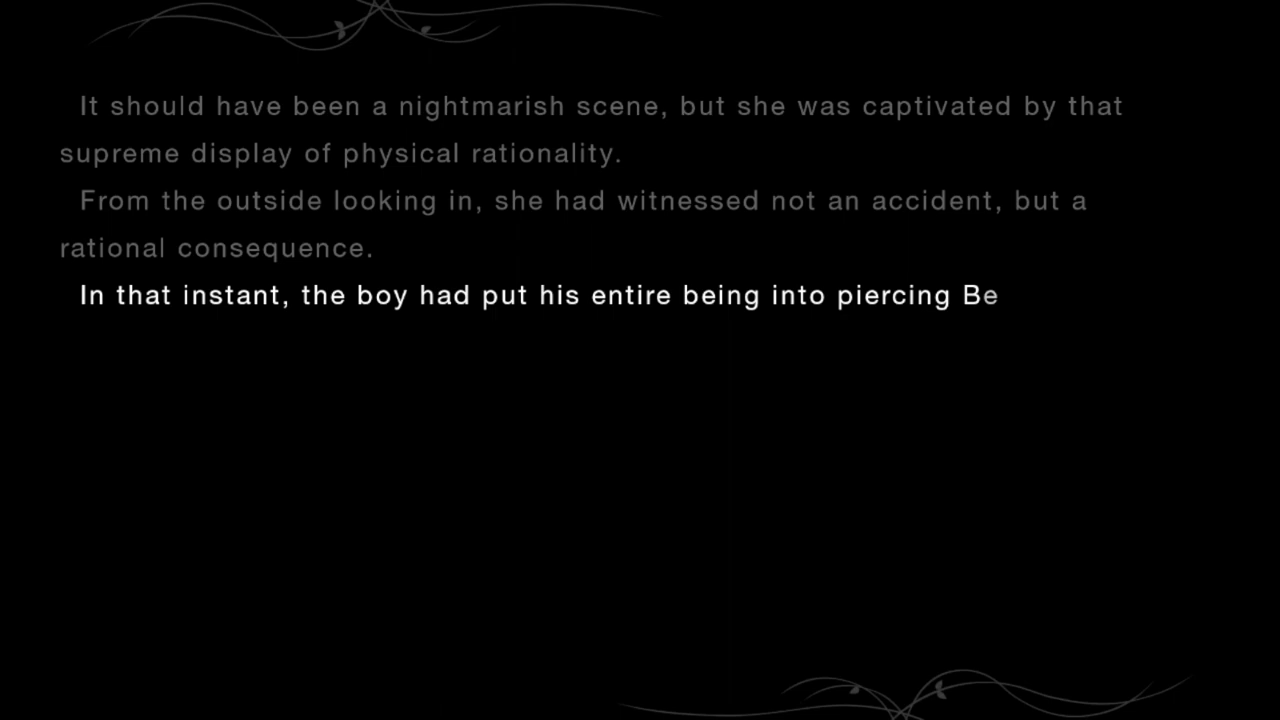 It should have been a nightmarish scene, but she was captivated by that
supreme display of physical rationality.
From the outside looking in, she had witnessed not an accident, but a
rational consequence.
In that instant, the boy had put his entire being into piercing Be